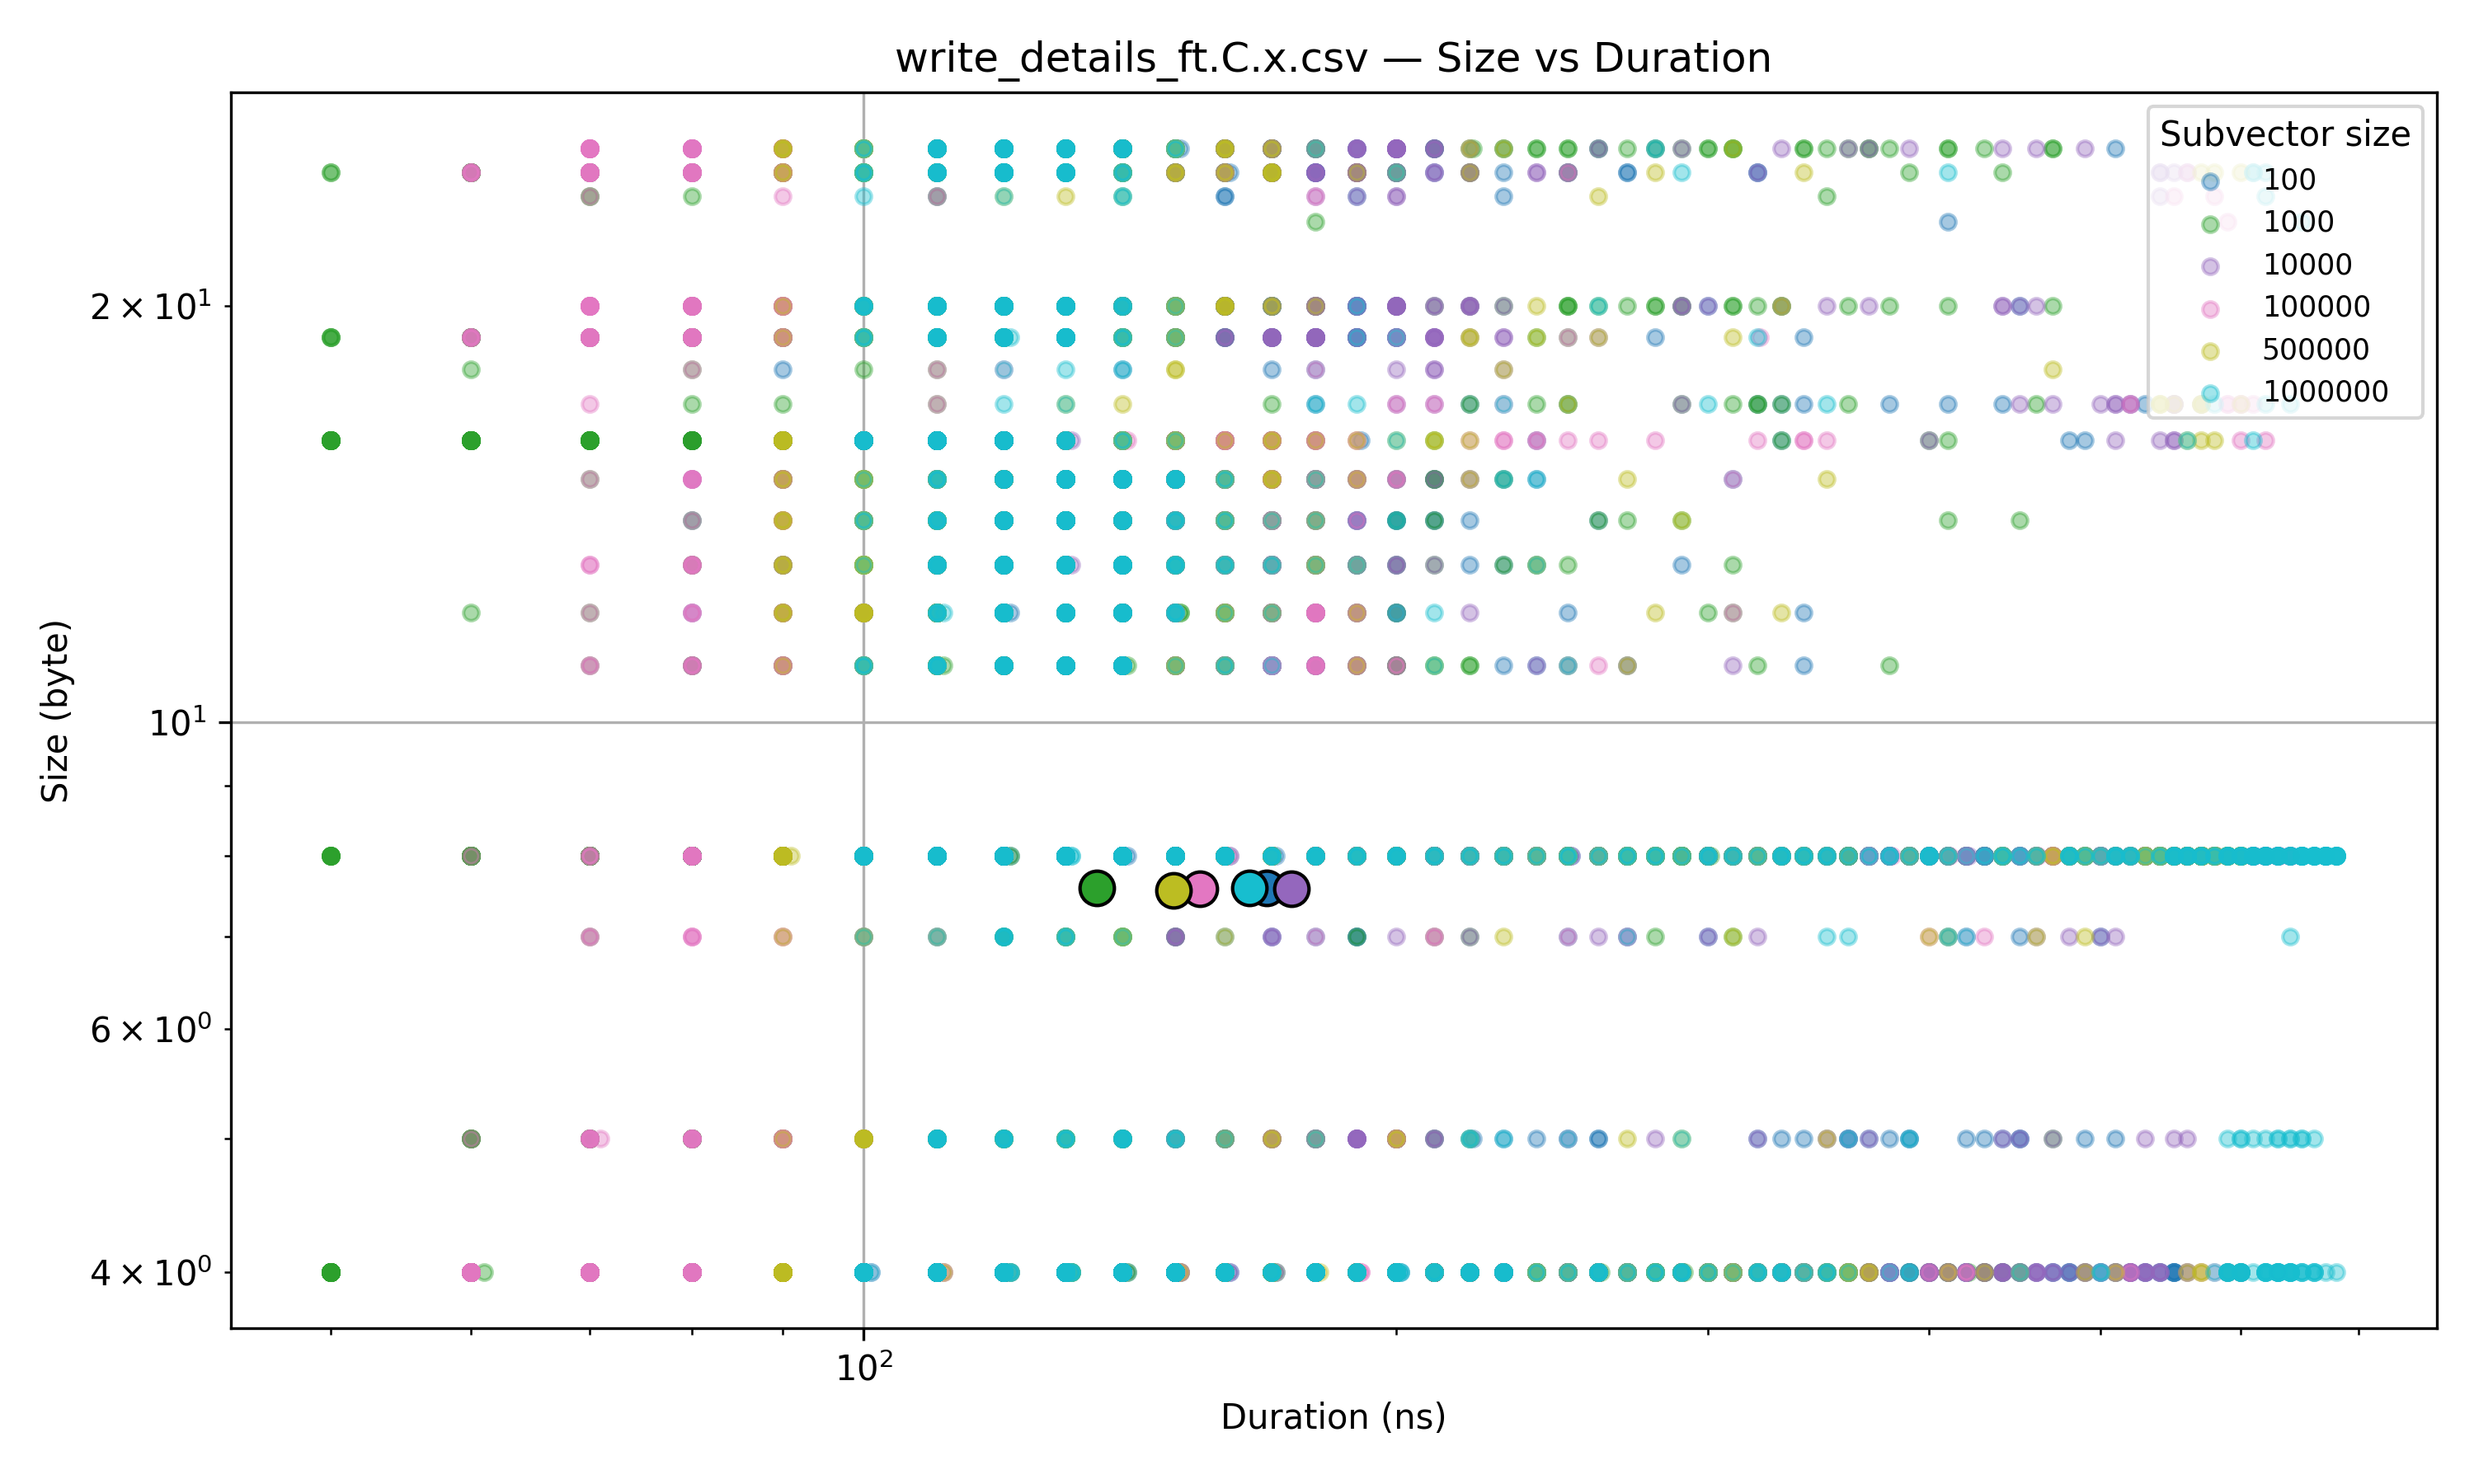 write_details_ft.C.x.csv — Size vs Duration
Subvector size
100
1000
10000
100000
500000
1000000
2 × 10¹
10¹
6 × 10⁰
4 × 10⁰
Size (byte)
10²
Duration (ns)